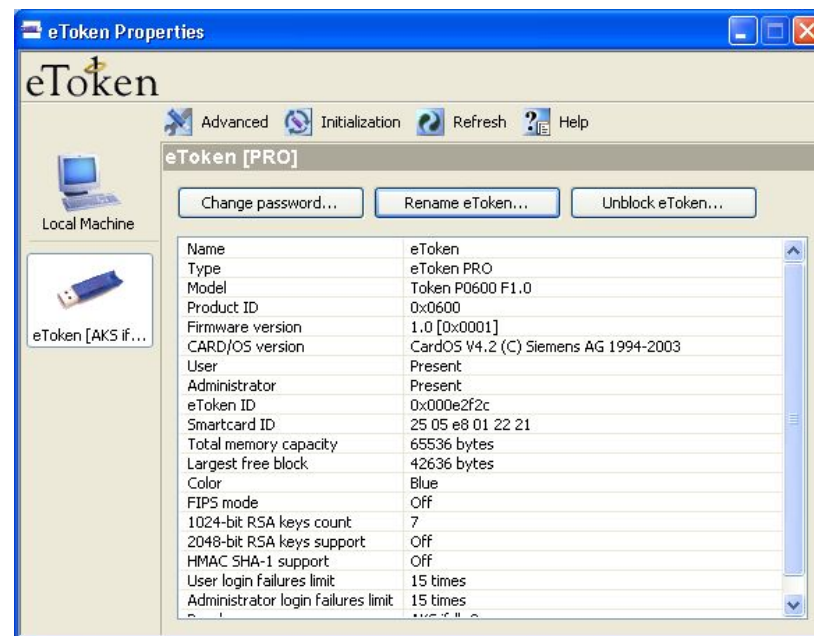 eToken Properties
eToken
Advanced Initialization Refresh Help
eToken [PRO]
Change password... Rename eToken... Unblock eToken...
Local Machine
eToken [AKS if...
Name eToken
Type eToken PRO
Model Token P0600 F1.0
Product ID 0x0600
Firmware version 1.0 [0x0001]
CARD/OS version CardOS V4.2 (C) Siemens AG 1994-2003
User Present
Administrator Present
eToken ID 0x000e2f2c
Smartcard ID 25 05 e8 01 22 21
Total memory capacity 65536 bytes
Largest free block 42636 bytes
Color Blue
FIPS mode Off
1024-bit RSA keys count 7
2048-bit RSA keys support Off
HMAC SHA-1 support Off
User login failures limit 15 times
Administrator login failures limit 15 times